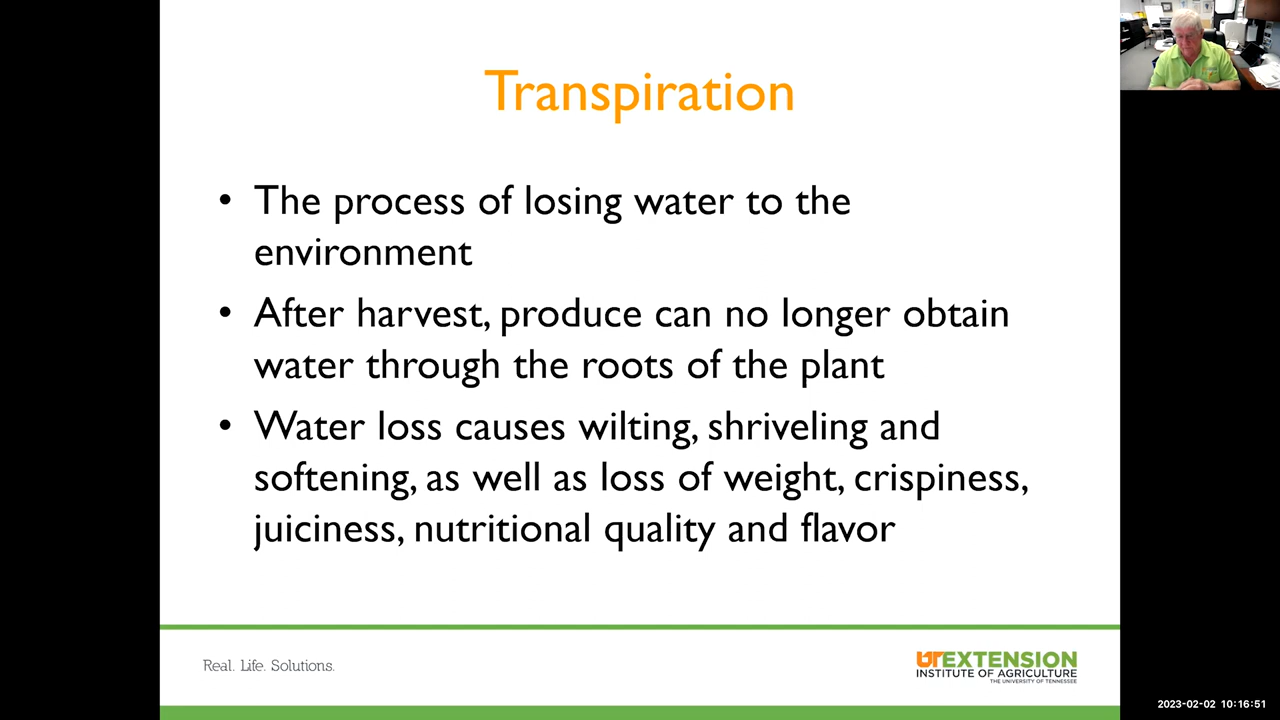 Transpiration
• The process of losing water to the
environment
• After harvest, produce can no longer obtain
water through the roots of the plant
• Water loss causes wilting, shriveling and
softening, as well as loss of weight, crispiness,
juiciness, nutritional quality and flavor
Real. Life. Solutions.
UTEXTENSION
INSTITUTE OF AGRICULTURE
THE UNIVERSITY OF TENNESSEE
2023-02-02 10:16:51